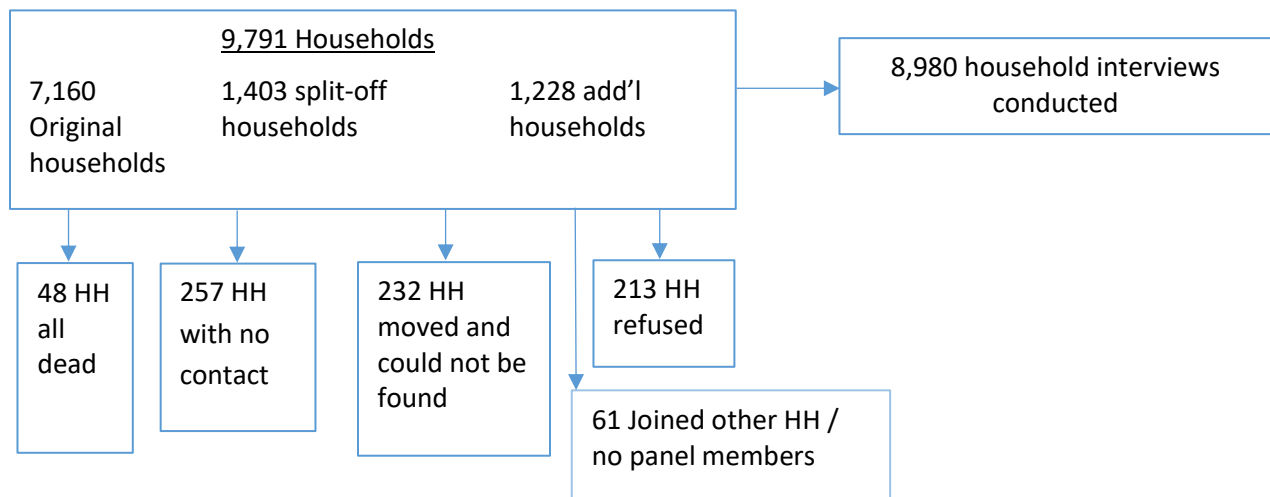 9,791 Households
7,160
Original
households
1,403 split-off
households
1,228 add’l
households
8,980 household interviews
conducted
48 HH
all
dead
257 HH
with no
contact
232 HH
moved and
could not be
found
213 HH
refused
61 Joined other HH /
no panel members